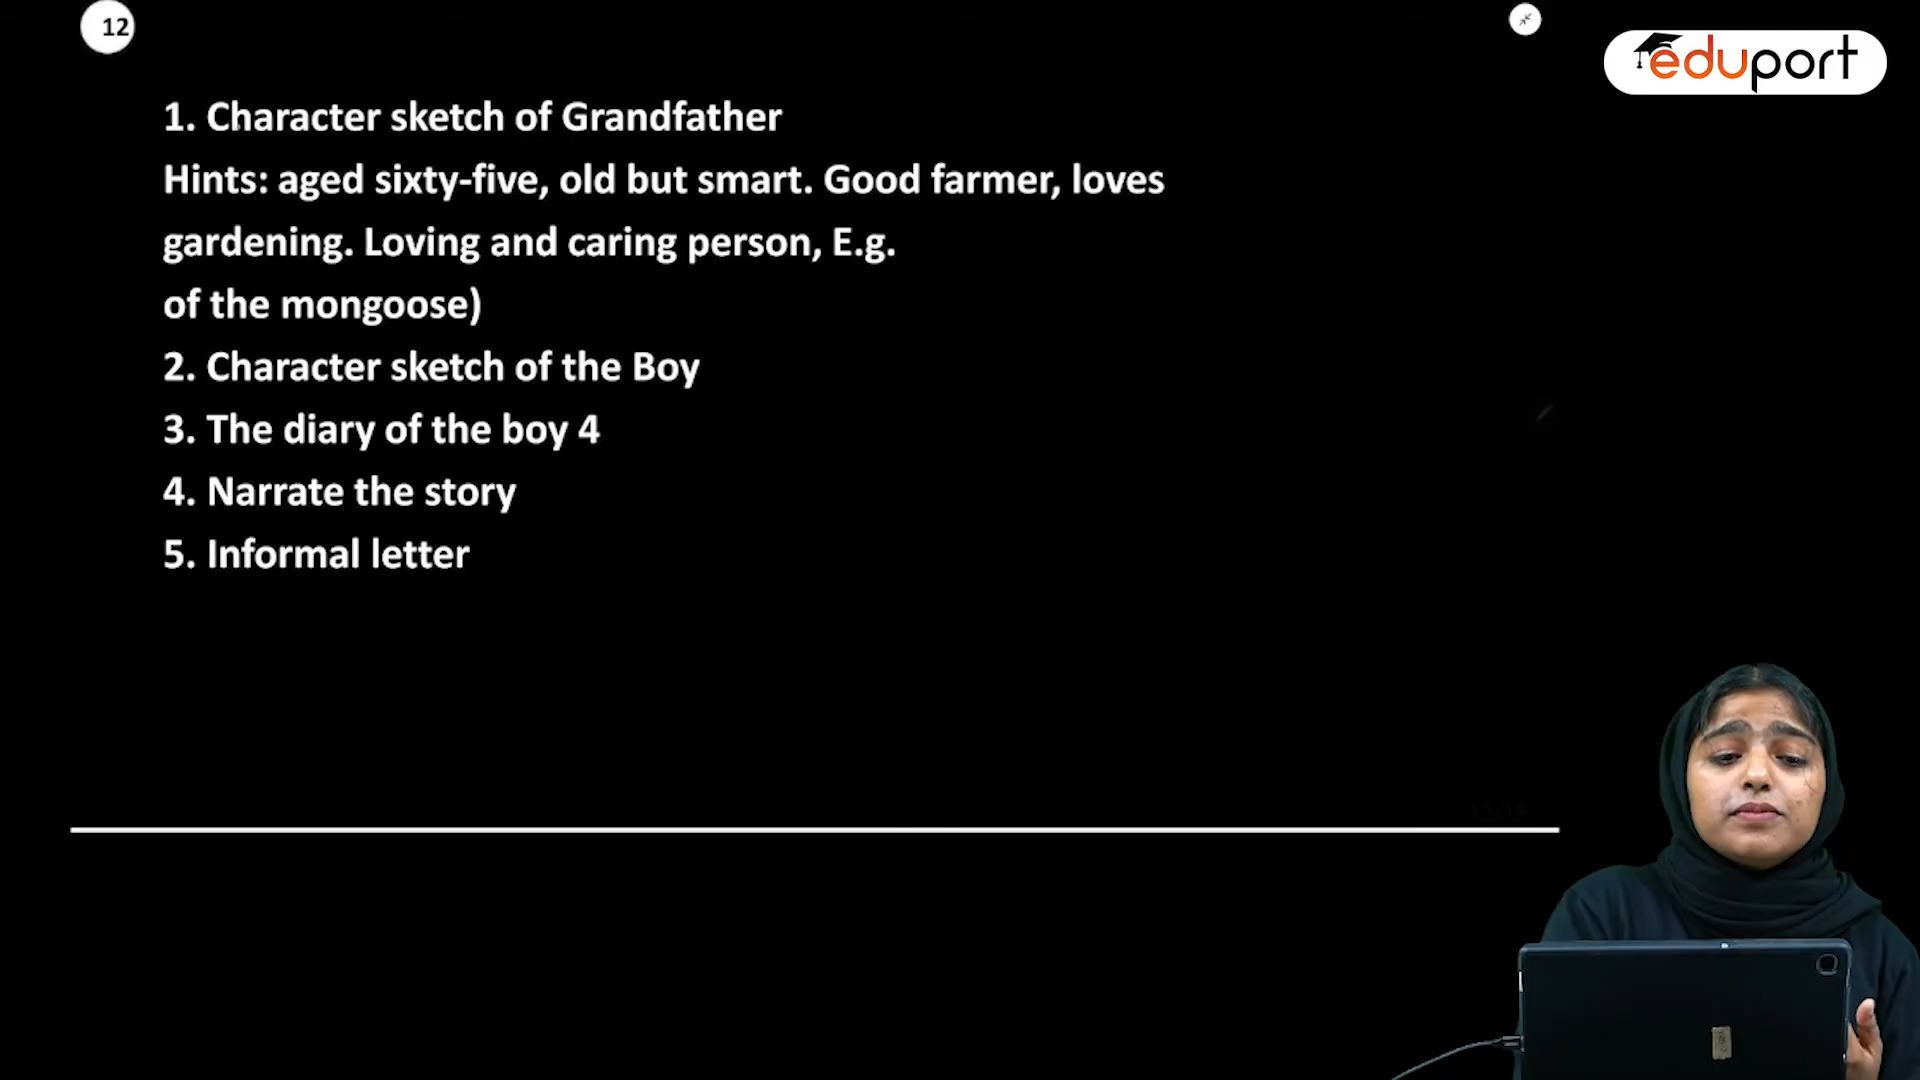 12
eduport
1. Character sketch of Grandfather
Hints: aged sixty-five, old but smart. Good farmer, loves
gardening. Loving and caring person, E.g.
of the mongoose)
2. Character sketch of the Boy
3. The diary of the boy 4
4. Narrate the story
5. Informal letter